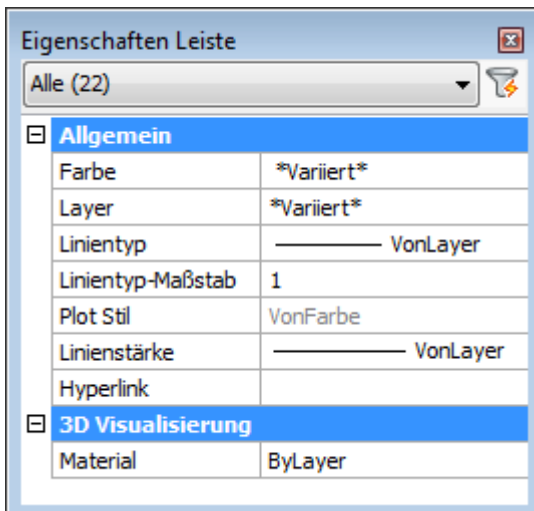 Eigenschaften Leiste
Alle (22)
Allgemein
Farbe *Variiert*
Layer *Variiert*
Linientyp VonLayer
Linientyp-Maßstab 1
Plot Stil VonFarbe
Linienstärke VonLayer
Hyperlink
3D Visualisierung
Material ByLayer